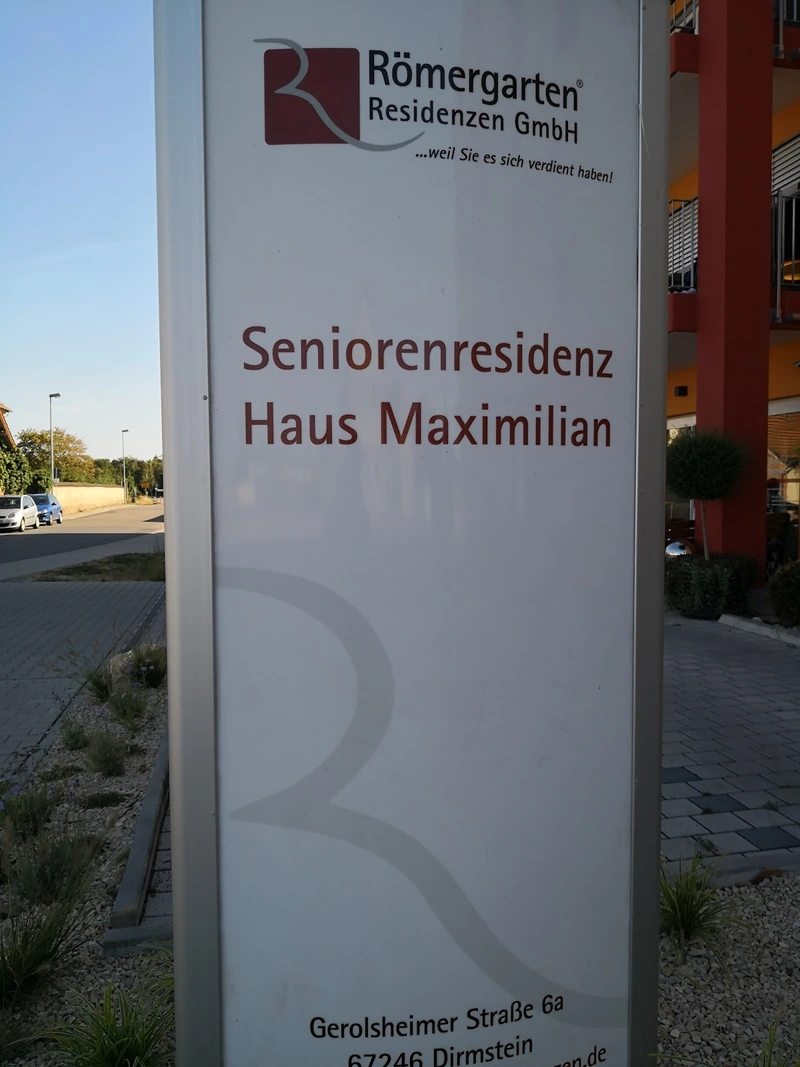 Römergarten®
Residenzen GmbH
...weil Sie es sich verdient haben!
Seniorenresidenz
Haus Maximilian
Gerolsheimer Straße 6a
67246 Dirmstein